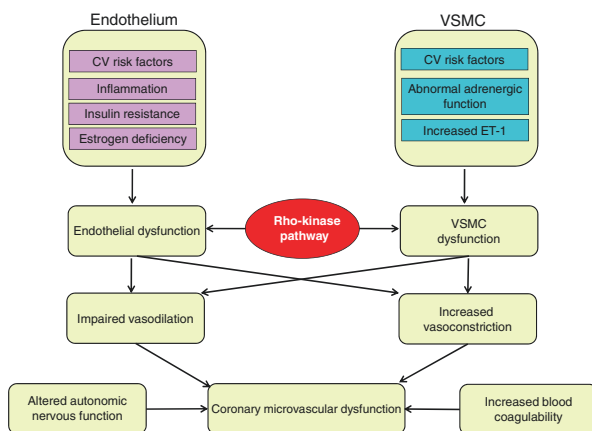 Endothelium
VSMC
CV risk factors
Inflammation
Insulin resistance
Estrogen deficiency
CV risk factors
Abnormal adrenergic
function
Increased ET-1
Endothelial dysfunction
Rho-kinase
pathway
VSMC
dysfunction
Impaired vasodilation
Increased
vasoconstriction
Altered autonomic
nervous function
Coronary microvascular dysfunction
Increased blood
coagulability